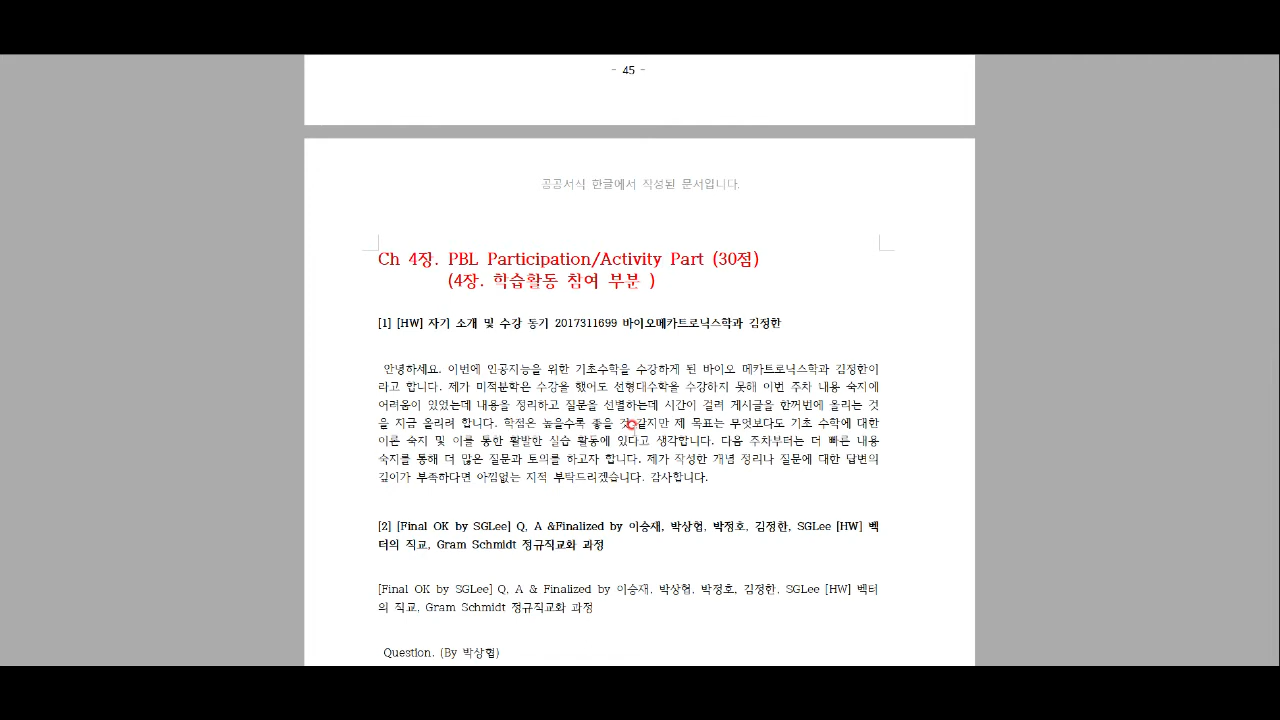 - 45 -
공공서식 한글에서 작성된 문서입니다.
Ch 4장. PBL Participation/Activity Part (30점)
(4장. 학습활동 참여 부분 )
[1] [HW] 자기 소개 및 수강 동기 2017311699 바이오메카트로닉스학과 김정한
안녕하세요. 이번에 인공지능을 위한 기초수학을 수강하게 된 바이오 메카트로닉스학과 김정한이
라고 합니다. 제가 미적분학은 수강을 했어도 선형대수학을 수강하지 못해 이번 주차 내용 숙지에
어려움이 있었는데 내용을 정리하고 질문을 선별하는데 시간이 걸려 게시글을 한꺼번에 올리는 것
을 지금 올리려 합니다. 학점은 높을수록 좋을 것 같지만 제 목표는 무엇보다도 기초 수학에 대한
이론 숙지 및 이를 통한 활발한 실습 활동에 있다고 생각합니다. 다음 주차부터는 더 빠른 내용
숙지를 통해 더 많은 질문과 토의를 하고자 합니다. 제가 작성한 개념 정리나 질문에 대한 답변의
깊이가 부족하다면 아낌없는 지적 부탁드리겠습니다. 감사합니다.
[2] [Final OK by SGLee] Q, A &Finalized by 이승재, 박상협, 박정호, 김정한, SGLee [HW] 벡
터의 직교, Gram Schmidt 정규직교화 과정
[Final OK by SGLee] Q, A & Finalized by 이승재, 박상협, 박정호, 김정한, SGLee [HW] 벡터
의 직교, Gram Schmidt 정규직교화 과정
Question. (By 박상협)